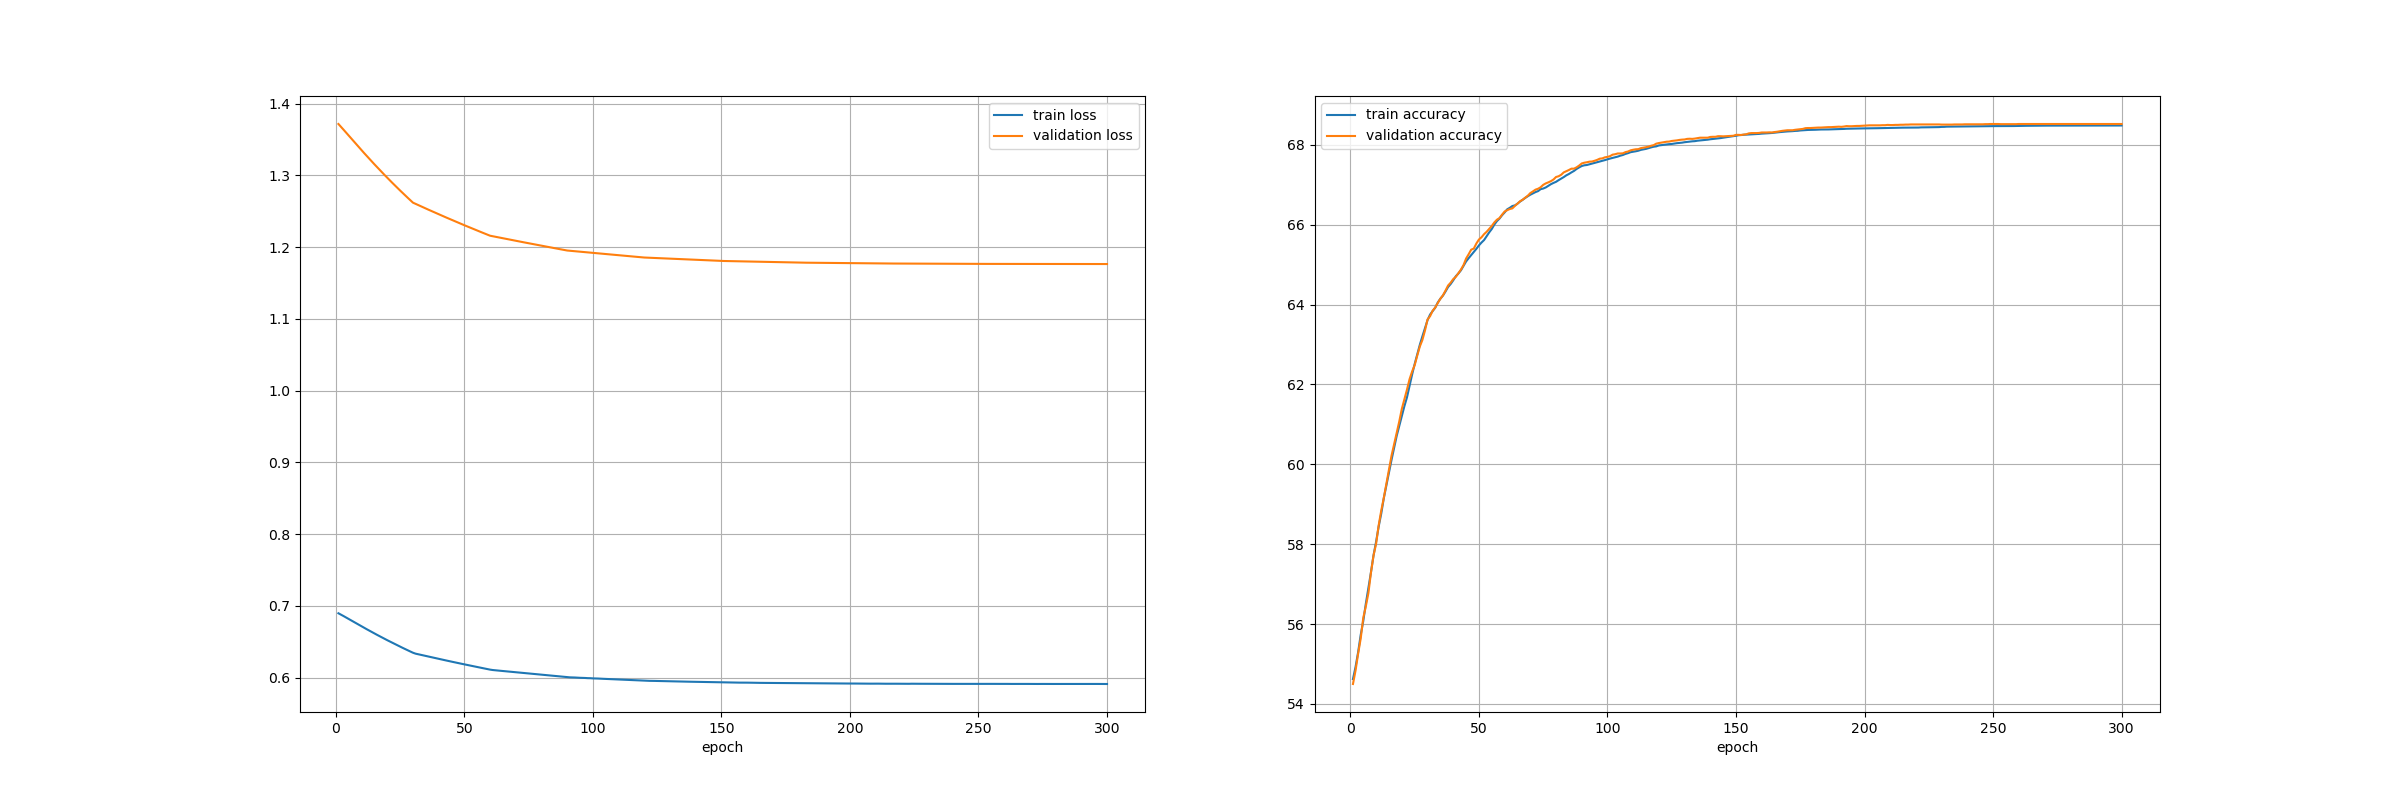 1.4
1.3
1.2
1.1
1.0
0.9
0.8
0.7
0.6
0 50 100 150 200 250 300
epoch
train loss
validation loss
68
66
64
62
60
58
56
54
0 50 100 150 200 250 300
epoch
train accuracy
validation accuracy